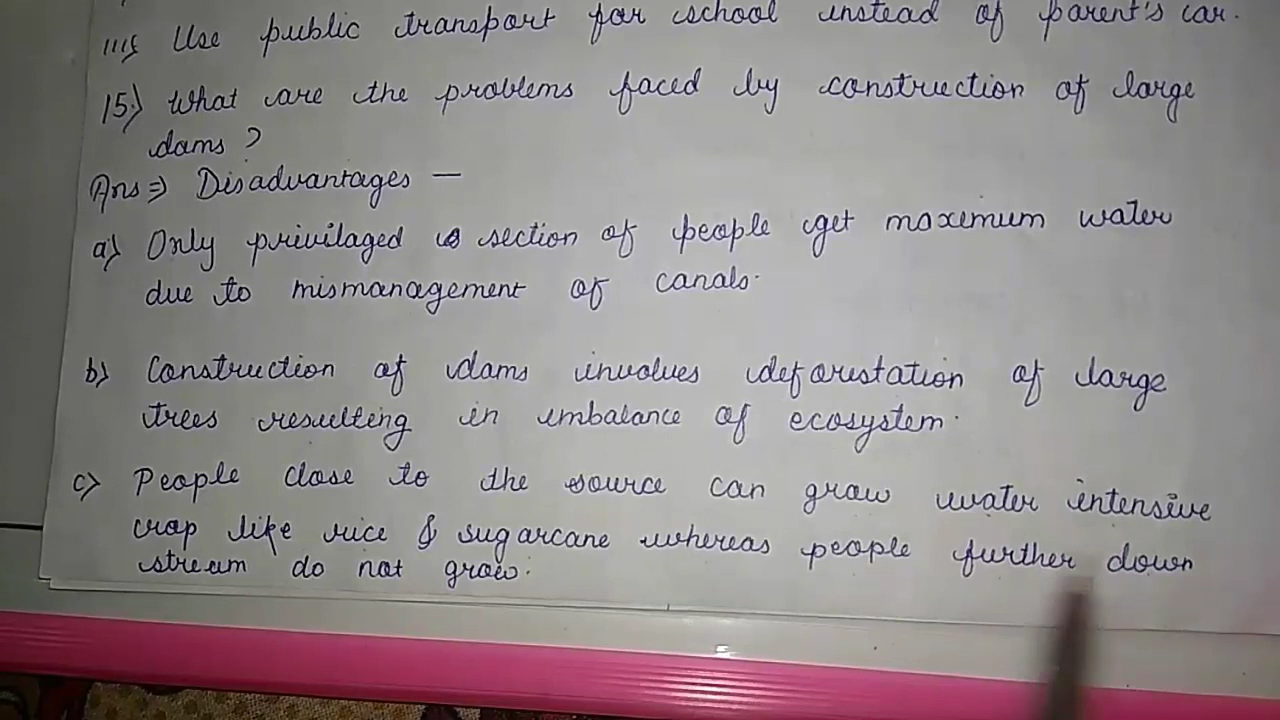 iii) Use public transport for school instead of parent's car.
15) What are the problems faced by construction of large
dams ?
Ans ⇒ Disadvantages —
a) Only privilaged section of people get maximum water
due to mismanagement of canals.
b) Construction of dams involves deforestation of large
trees resulting in imbalance of ecosystem.
c) People close to the source can grow water intensive
crop like rice & sugarcane whereas people further down
stream do not grow.